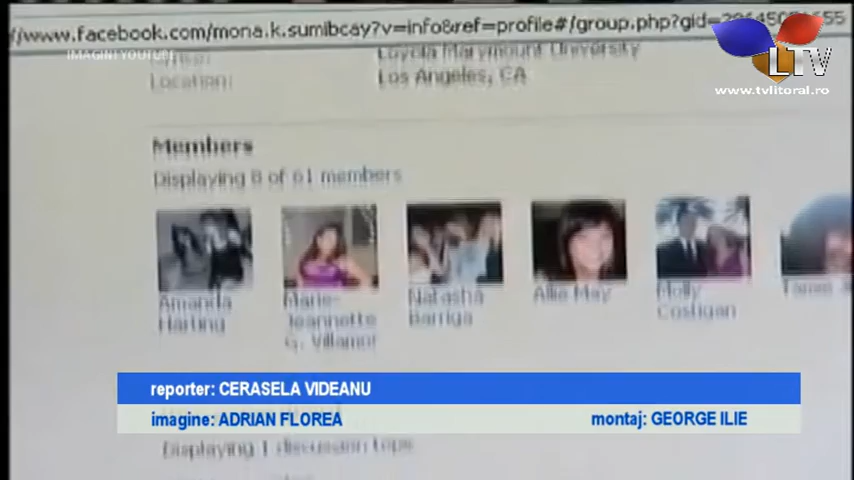 //www.facebook.com/mona.k.sumibcay?v=info&ref=profile#/group.php?gid=
IMAGINI YOUTUBE
LTV
www.tvlitoral.ro
Loyola Marymount University
Location:
Los Angeles, CA
Members
Displaying 8 of 61 members
Amanda
Harting
Marie-
Jeannette
G. Villamor
Natasha
Barriga
Allie May
Molly
Costigan
reporter: CERASELA VIDEANU
imagine: ADRIAN FLOREA
montaj: GEORGE ILIE
Displaying 1 discussion topic